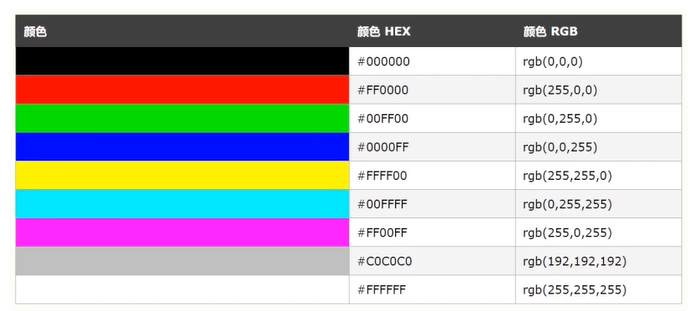 颜色 颜色 HEX 颜色 RGB
#000000 rgb(0,0,0)
#FF0000 rgb(255,0,0)
#00FF00 rgb(0,255,0)
#0000FF rgb(0,0,255)
#FFFF00 rgb(255,255,0)
#00FFFF rgb(0,255,255)
#FF00FF rgb(255,0,255)
#C0C0C0 rgb(192,192,192)
#FFFFFF rgb(255,255,255)